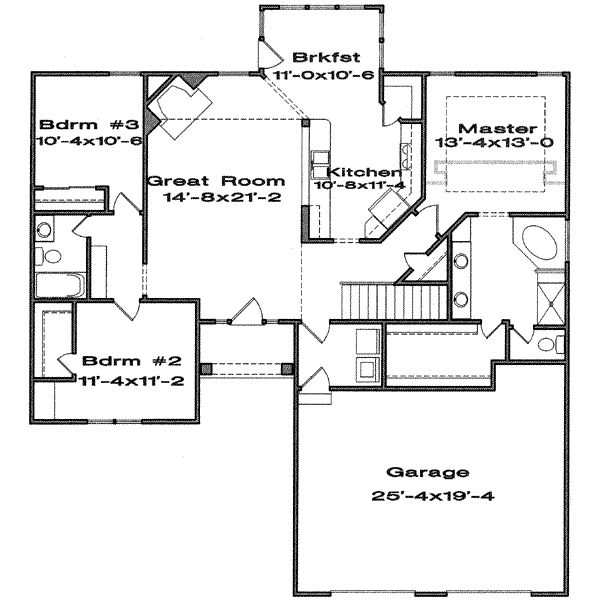 Brkfst
11'-0x10'-6
Bdrm #3
10'-4x10'-6
Master
13'-4x13'-0
Great Room
14'-8x21'-2
Kitchen
10'-8x11'-4
Bdrm #2
11'-4x11'-2
Garage
25'-4x19'-4